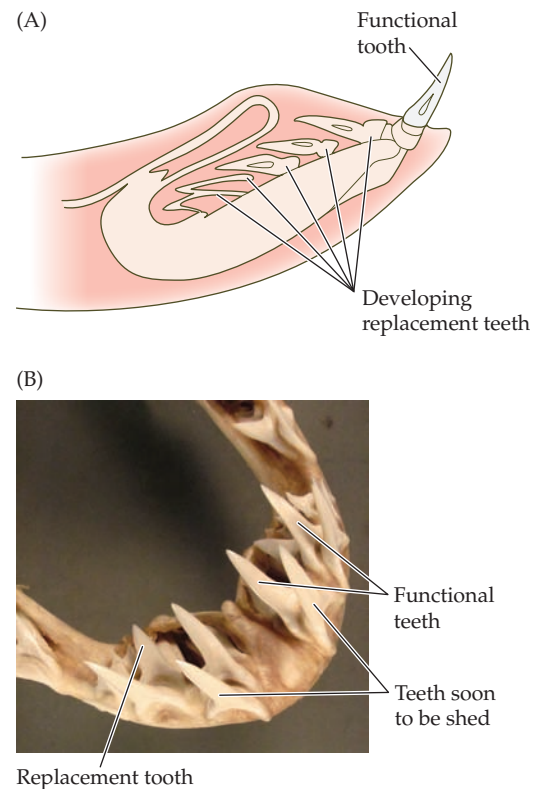 (A)
Functional
tooth
Developing
replacement teeth
(B)
Functional
teeth
Teeth soon
to be shed
Replacement tooth